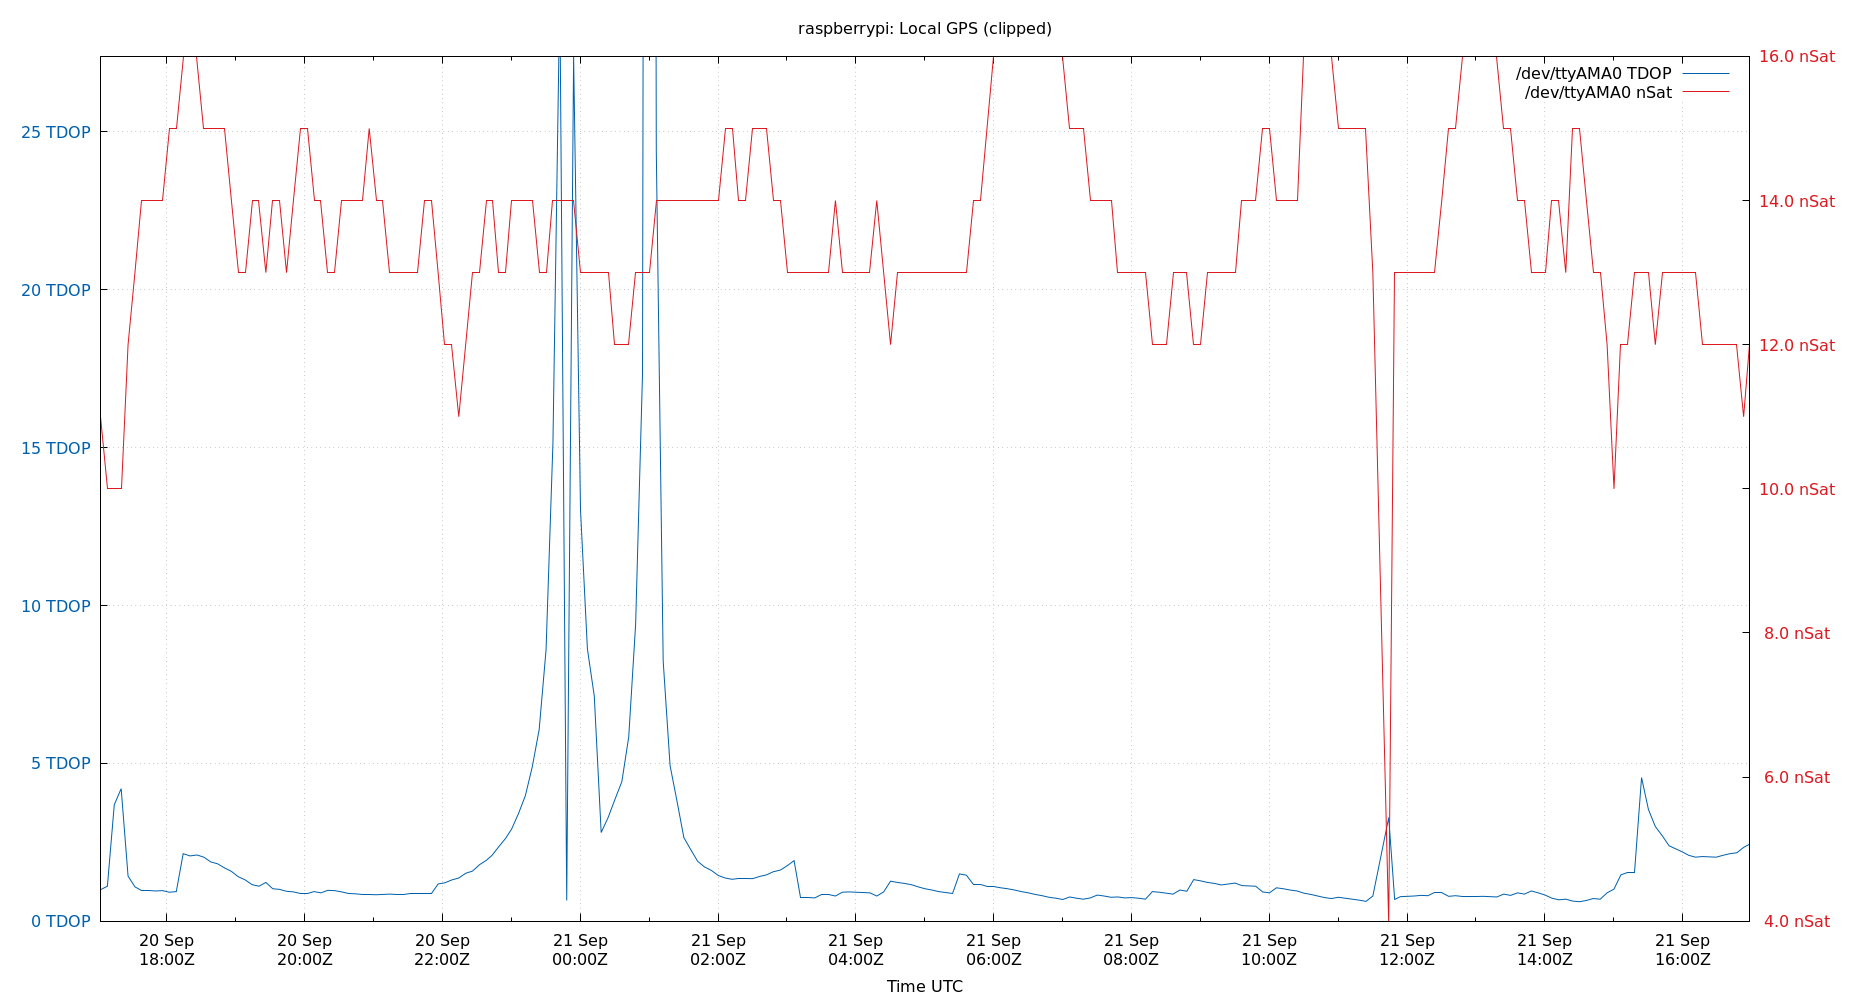 raspberrypi: Local GPS (clipped)
/dev/ttyAMA0 TDOP
/dev/ttyAMA0 nSat
25 TDOP
20 TDOP
15 TDOP
10 TDOP
5 TDOP
0 TDOP
16.0 nSat
14.0 nSat
12.0 nSat
10.0 nSat
8.0 nSat
6.0 nSat
4.0 nSat
20 Sep
18:00Z
20 Sep
20:00Z
20 Sep
22:00Z
21 Sep
00:00Z
21 Sep
02:00Z
21 Sep
04:00Z
21 Sep
06:00Z
21 Sep
08:00Z
21 Sep
10:00Z
21 Sep
12:00Z
21 Sep
14:00Z
21 Sep
16:00Z
Time UTC